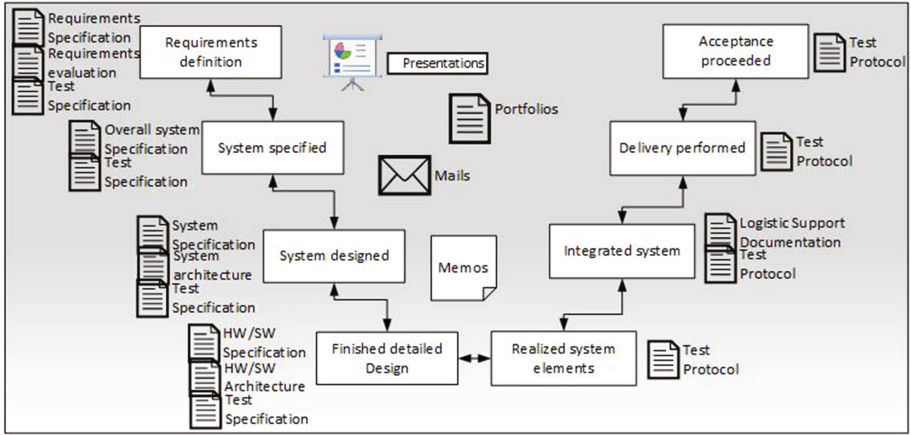 Requirements
Specification
Requirements
evaluation
Test
Specification
Requirements
definition
Presentations
Acceptance
proceeded
Test
Protocol
Portfolios
Overall system
Specification
Test
Specification
System specified
Mails
Delivery performed
Test
Protocol
System
Specification
System
architecture
Test
Specification
System designed
Memos
Integrated system
Logistic Support
Documentation
Test
Protocol
HW/SW
Specification
HW/SW
Architecture
Test
Specification
Finished detailed
Design
Realized system
elements
Test
Protocol